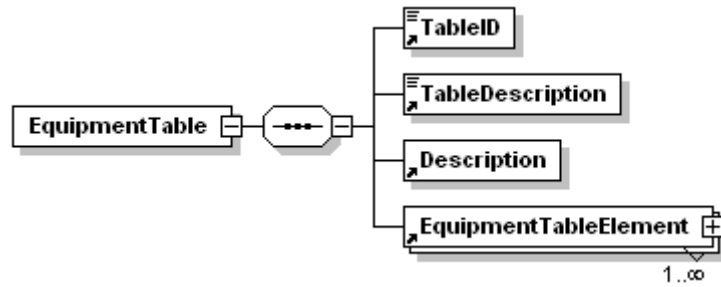 TableID
TableDescription
EquipmentTable
Description
EquipmentTableElement
1..∞